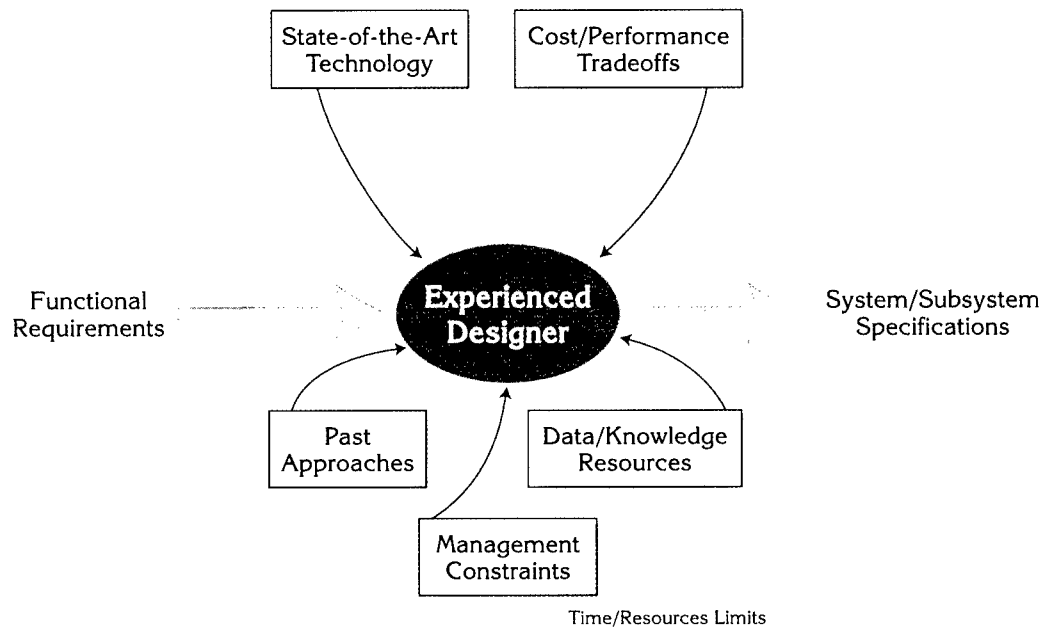 State-of-the-Art
Technology
Cost/Performance
Tradeoffs
Functional
Requirements
Experienced
Designer
System/Subsystem
Specifications
Past
Approaches
Data/Knowledge
Resources
Management
Constraints
Time/Resources Limits